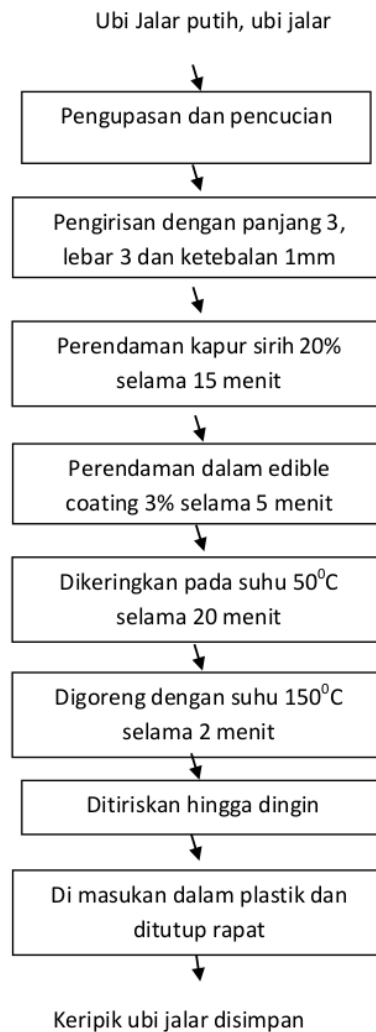 Ubi Jalar putih, ubi jalar
Pengupasan dan pencucian
Pengirisan dengan panjang 3,
lebar 3 dan ketebalan 1mm
Perendaman kapur sirih 20%
selama 15 menit
Perendaman dalam edible
coating 3% selama 5 menit
Dikeringkan pada suhu 50⁰C
selama 20 menit
Digoreng dengan suhu 150⁰C
selama 2 menit
Ditiriskan hingga dingin
Di masukan dalam plastik dan
ditutup rapat
Keripik ubi jalar disimpan